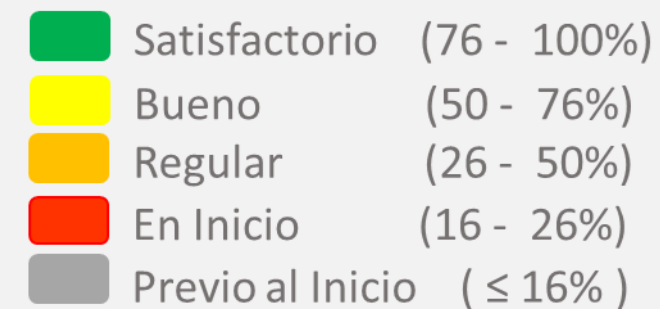 Satisfactorio (76 - 100%)
Bueno (50 - 76%)
Regular (26 - 50%)
En Inicio (16 - 26%)
Previo al Inicio ( ≤ 16% )